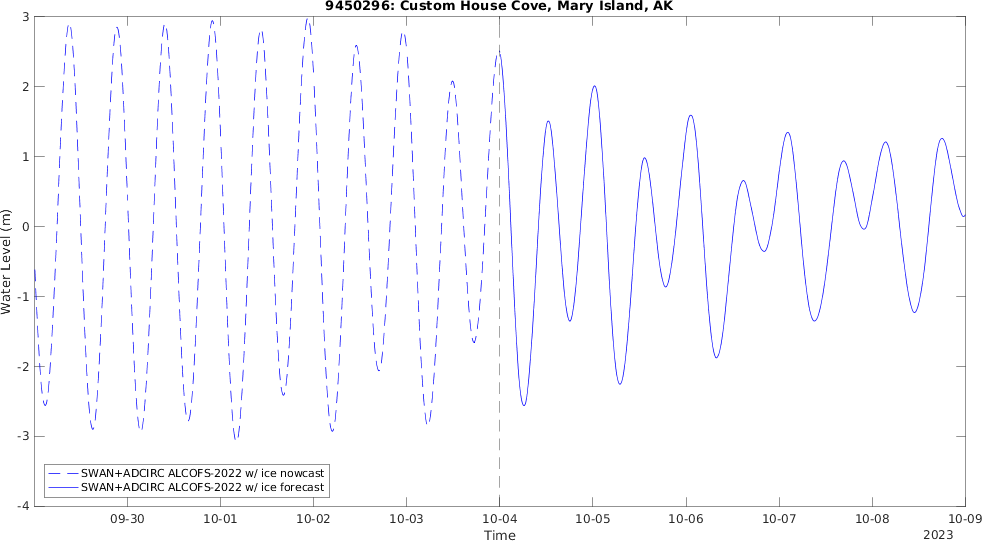 9450296: Custom House Cove, Mary Island, AK
3
2
1
0
-1
-2
-3
-4
Water Level (m)
SWAN+ADCIRC ALCOFS-2022 w/ ice nowcast
SWAN+ADCIRC ALCOFS-2022 w/ ice forecast
09-30 10-01 10-02 10-03 10-04 10-05 10-06 10-07 10-08 10-09
Time
2023